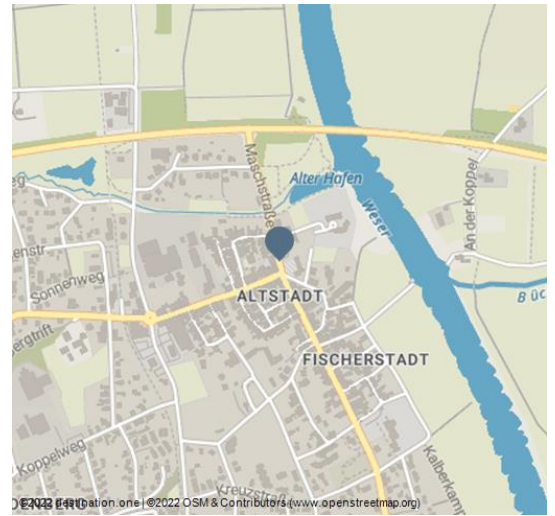 Maschstraße
Alter Hafen
Weser
An der Koppel
Sonnenweg
ALTSTADT
FISCHERSTADT
Koppelweg
Kalberkamp
Kreuzstraß
©2022 destination.one | ©2022 OSM & Contributors (www.openstreetmap.org)